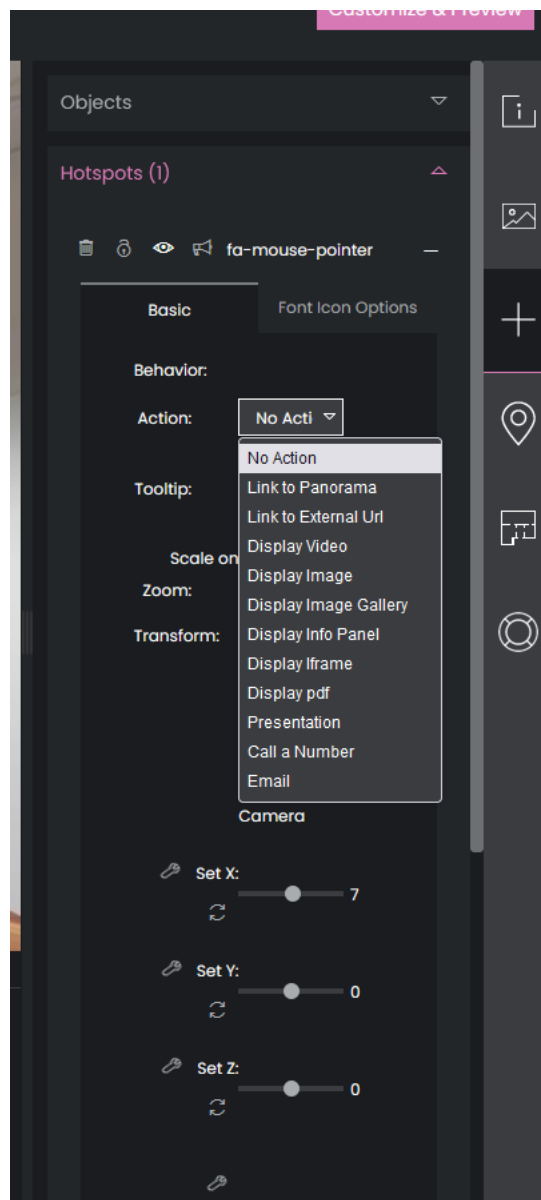 Customize & Preview
Objects
Hotspots (1)
fa-mouse-pointer
Basic
Font Icon Options
Behavior:
Action:
No Acti
No Action
Link to Panorama
Link to External Url
Display Video
Display Image
Display Image Gallery
Display Info Panel
Display Iframe
Display pdf
Presentation
Call a Number
Email
Tooltip:
Scale on
Zoom:
Transform:
Camera
Set X:
7
Set Y:
0
Set Z:
0